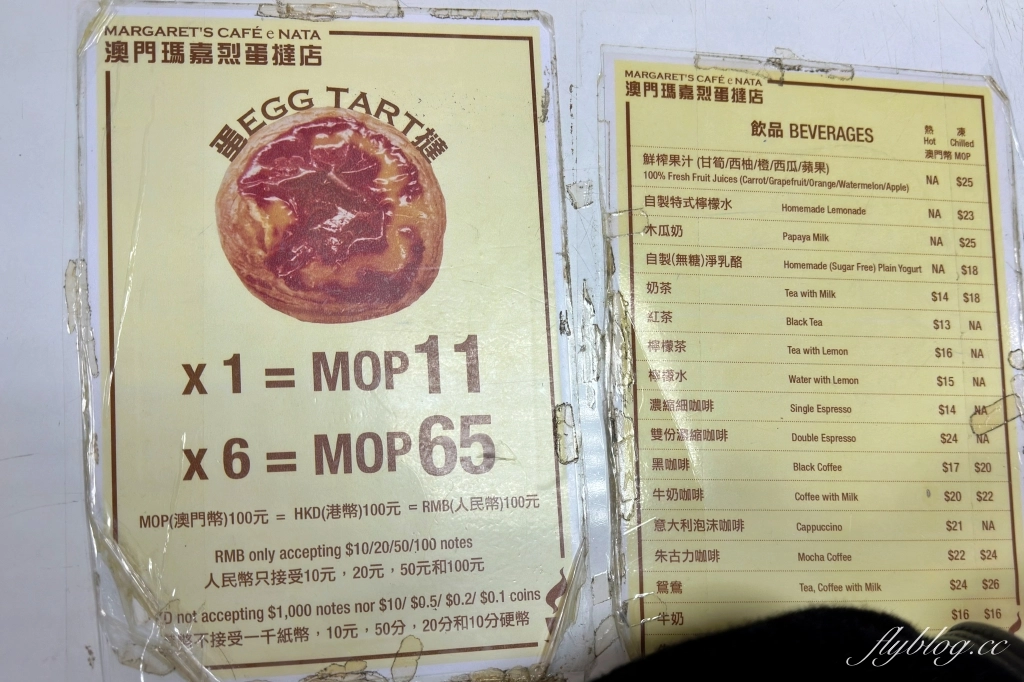 MARGARET'S CAFÉ e NATA
澳門瑪嘉烈蛋撻店
蛋EGG TART撻
x 1 = MOP11
x 6 = MOP65
MOP(澳門幣)100元 = HKD(港幣)100元 = RMB(人民幣)100元
RMB only accepting $10/20/50/100 notes
人民幣只接受10元，20元，50元和100元
D not accepting $1,000 notes nor $10/ $0.5/ $0.2/ $0.1 coins
幣不接受一千紙幣，10元，50分，20分和10分硬幣
MARGARET'S CAFÉ e NATA
澳門瑪嘉烈蛋撻店
飲品 BEVERAGES
熱 凍
Hot Chilled
澳門幣 MOP
鮮榨果汁 (甘筍/西柚/橙/西瓜/蘋果)
100% Fresh Fruit Juices (Carrot/Grapefruit/Orange/Watermelon/Apple) NA $25
自製特式檸檬水 Homemade Lemonade NA $23
木瓜奶 Papaya Milk NA $25
自製(無糖)淨乳酪 Homemade (Sugar Free) Plain Yogurt NA $18
奶茶 Tea with Milk $14 $18
紅茶 Black Tea $13 NA
檸檬茶 Tea with Lemon $16 NA
檸檬水 Water with Lemon $15 NA
濃縮細咖啡 Single Espresso $14 NA
雙份濃縮咖啡 Double Espresso $24 NA
黑咖啡 Black Coffee $17 $20
牛奶咖啡 Coffee with Milk $20 $22
意大利泡沫咖啡 Cappuccino $21 NA
朱古力咖啡 Mocha Coffee $22 $24
鴛鴦 Tea, Coffee with Milk $24 $26
牛奶 $16 $16
flyblog.cc